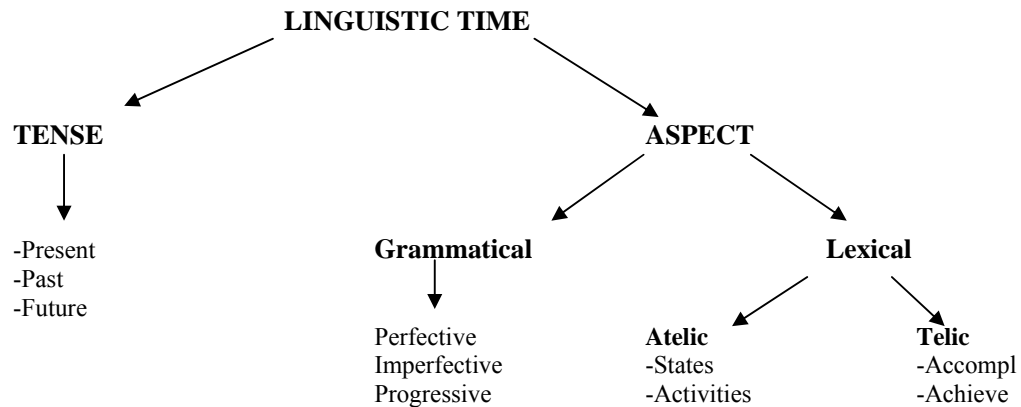 LINGUISTIC TIME
TENSE
ASPECT
-Present
-Past
-Future
Grammatical
Lexical
Perfective
Imperfective
Progressive
Atelic
-States
-Activities
Telic
-Accompl
-Achieve